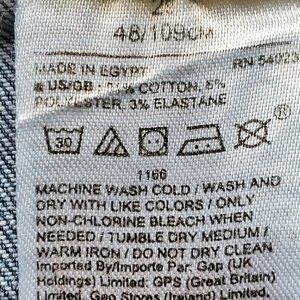 48/109CM
MADE IN EGYPT RN 54023
US/GB : COTTON, 6%
POLYESTER, 3% ELASTANE
30
1166
MACHINE WASH COLD / WASH AND
DRY WITH LIKE COLORS / ONLY
NON-CHLORINE BLEACH WHEN
NEEDED / TUMBLE DRY MEDIUM /
WARM IRON / DO NOT DRY CLEAN
Imported By/Importe Par: Gap (UK
Holdings) Limited: GPS (Great Britain)
Limited, Gap Stores (Ireland) Limited.